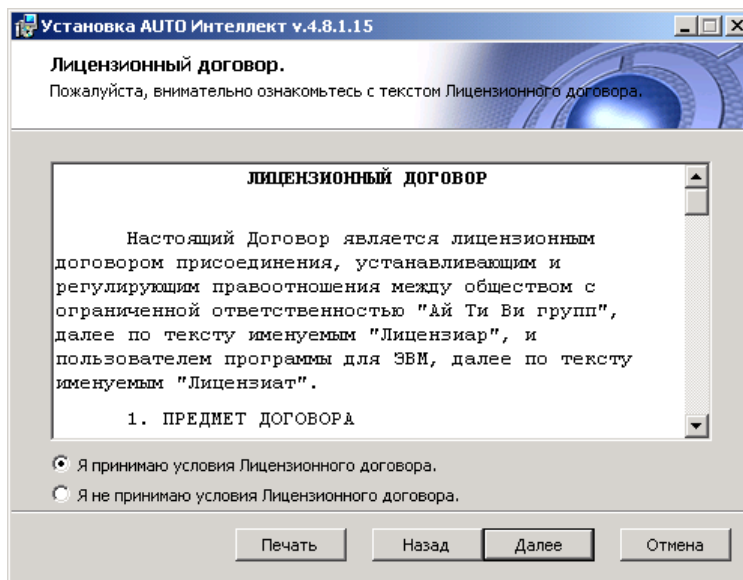 Установка AUTO Интеллект v.4.8.1.15
Лицензионный договор.
Пожалуйста, внимательно ознакомьтесь с текстом Лицензионного договора.
ЛИЦЕНЗИОННЫЙ ДОГОВОР
Настоящий Договор является лицензионным
договором присоединения, устанавливающим и
регулирующим правоотношения между обществом с
ограниченной ответственностью "Ай Ти Ви групп",
далее по тексту именуемым "Лицензиар", и
пользователем программы для ЭВМ, далее по тексту
именуемым "Лицензиат".
1. ПРЕДМЕТ ДОГОВОРА
Я принимаю условия Лицензионного договора.
Я не принимаю условия Лицензионного договора.
Печать Назад Далее Отмена